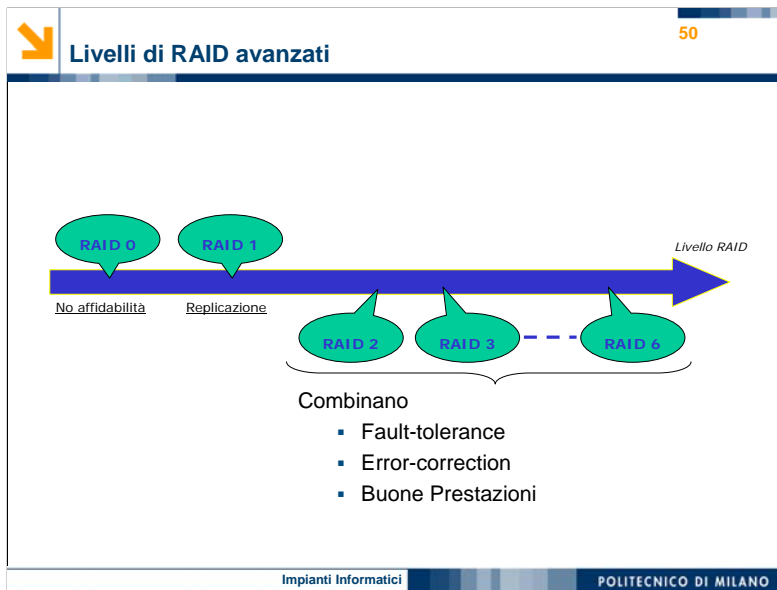 50
Livelli di RAID avanzati
RAID 0
RAID 1
Livello RAID
No affidabilità
Replicazione
RAID 2
RAID 3
RAID 6
Combinano
▪ Fault-tolerance
▪ Error-correction
▪ Buone Prestazioni
Impianti Informatici
POLITECNICO DI MILANO